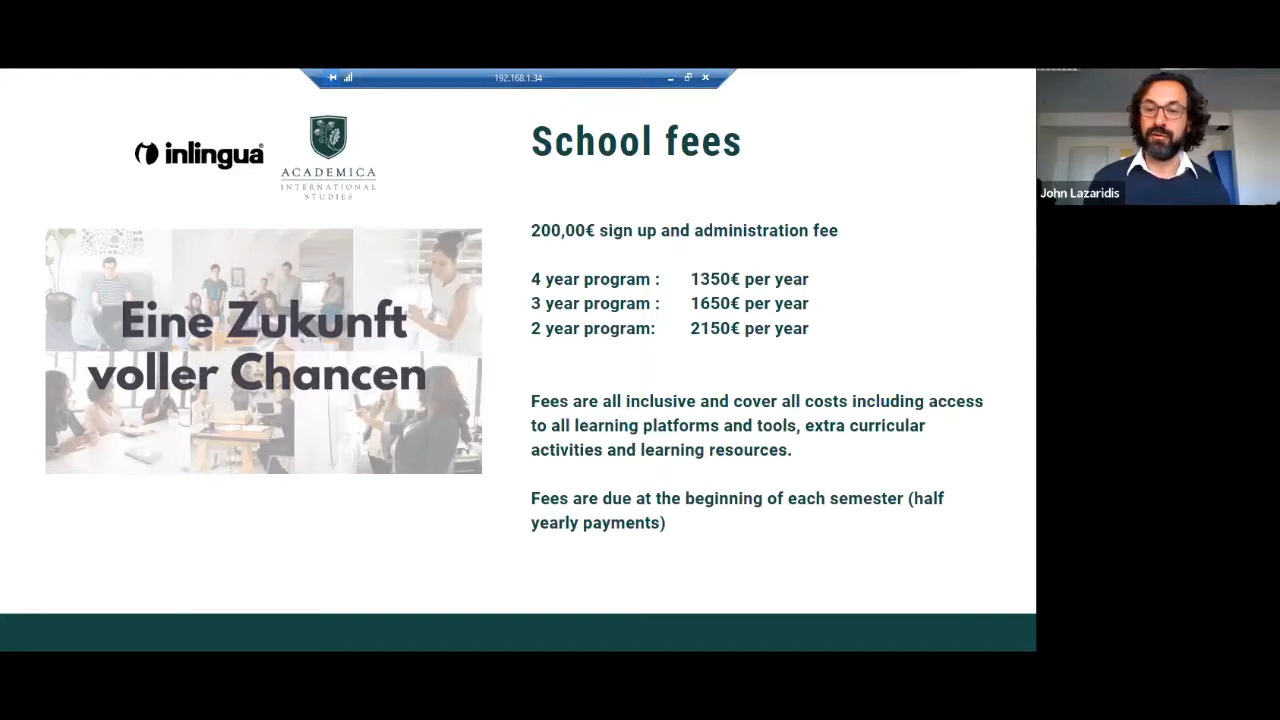 192.168.1.34
inlingua
ACADEMICA
INTERNATIONAL
STUDIES
School fees
John Lazaridis
200,00€ sign up and administration fee
4 year program : 1350€ per year
3 year program : 1650€ per year
2 year program: 2150€ per year
Eine Zukunft
voller Chancen
Fees are all inclusive and cover all costs including access
to all learning platforms and tools, extra curricular
activities and learning resources.
Fees are due at the beginning of each semester (half
yearly payments)